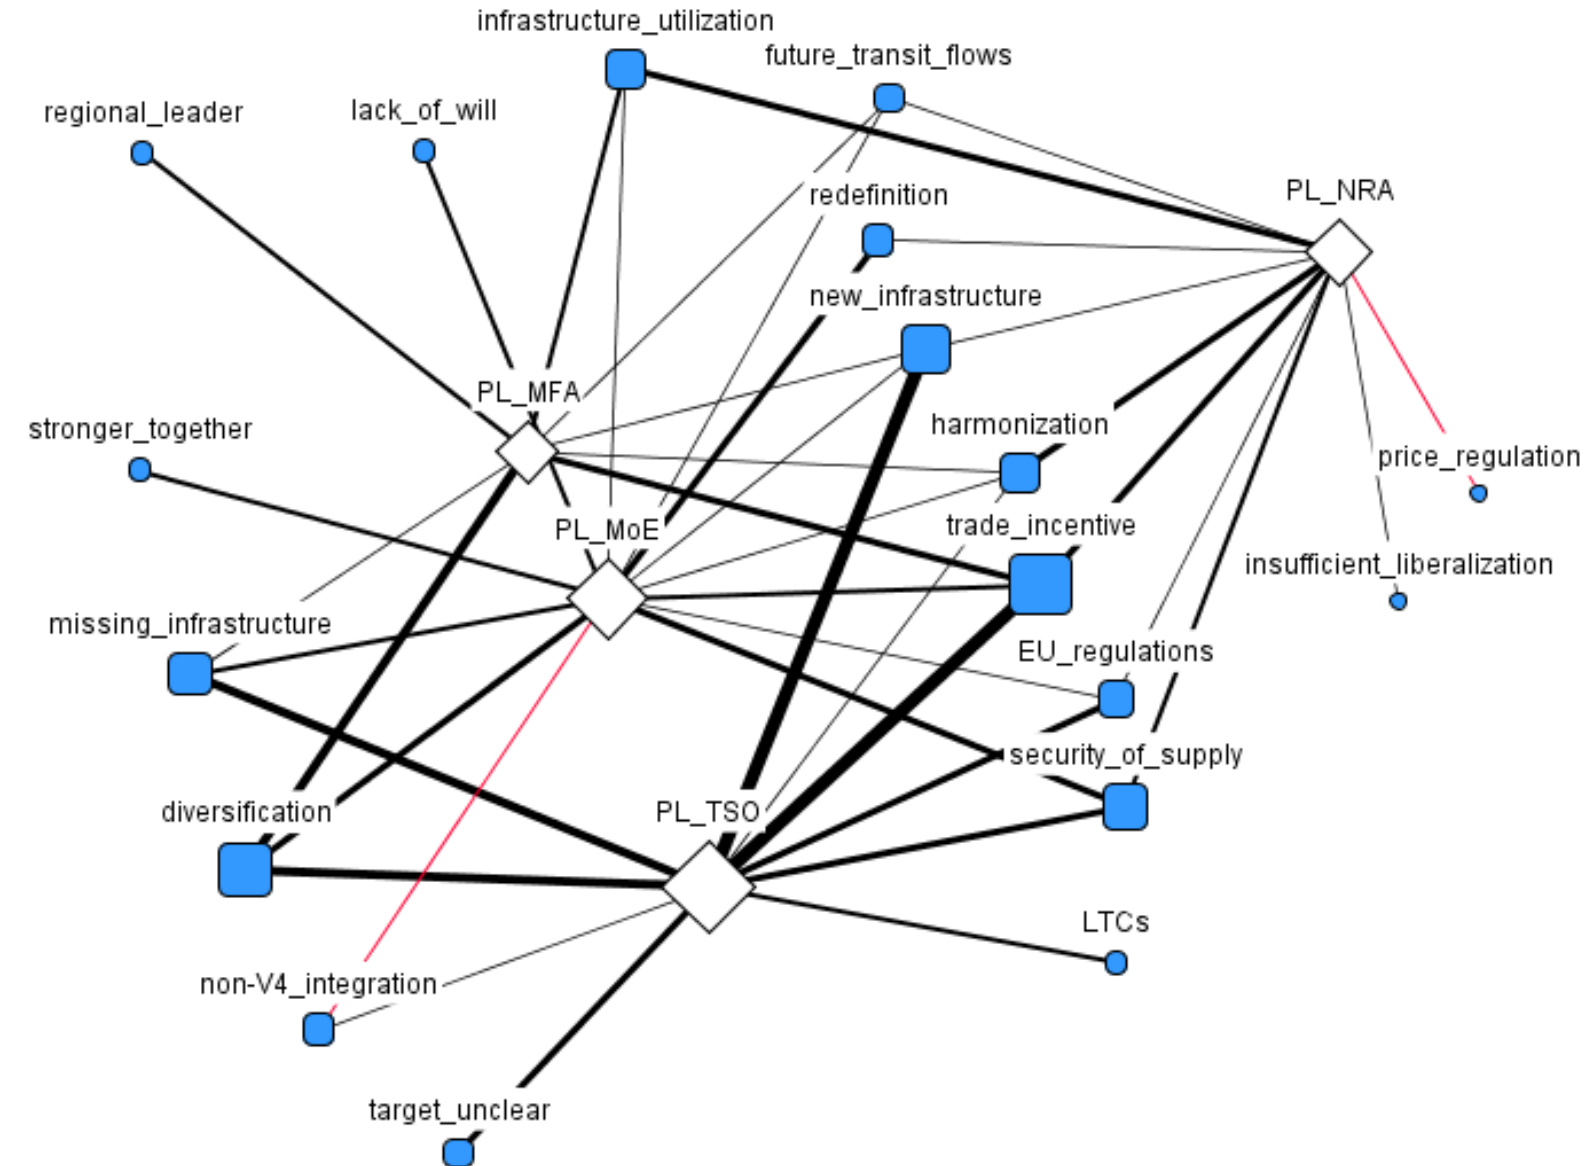 infrastructure_utilization
future_transit_flows
regional_leader
lack_of_will
redefinition
PL_NRA
new_infrastructure
PL_MFA
harmonization
stronger_together
price_regulation
PL_MoE
trade_incentive
insufficient_liberalization
missing_infrastructure
EU_regulations
security_of_supply
diversification
PL_TSO
LTCs
non-V4_integration
target_unclear